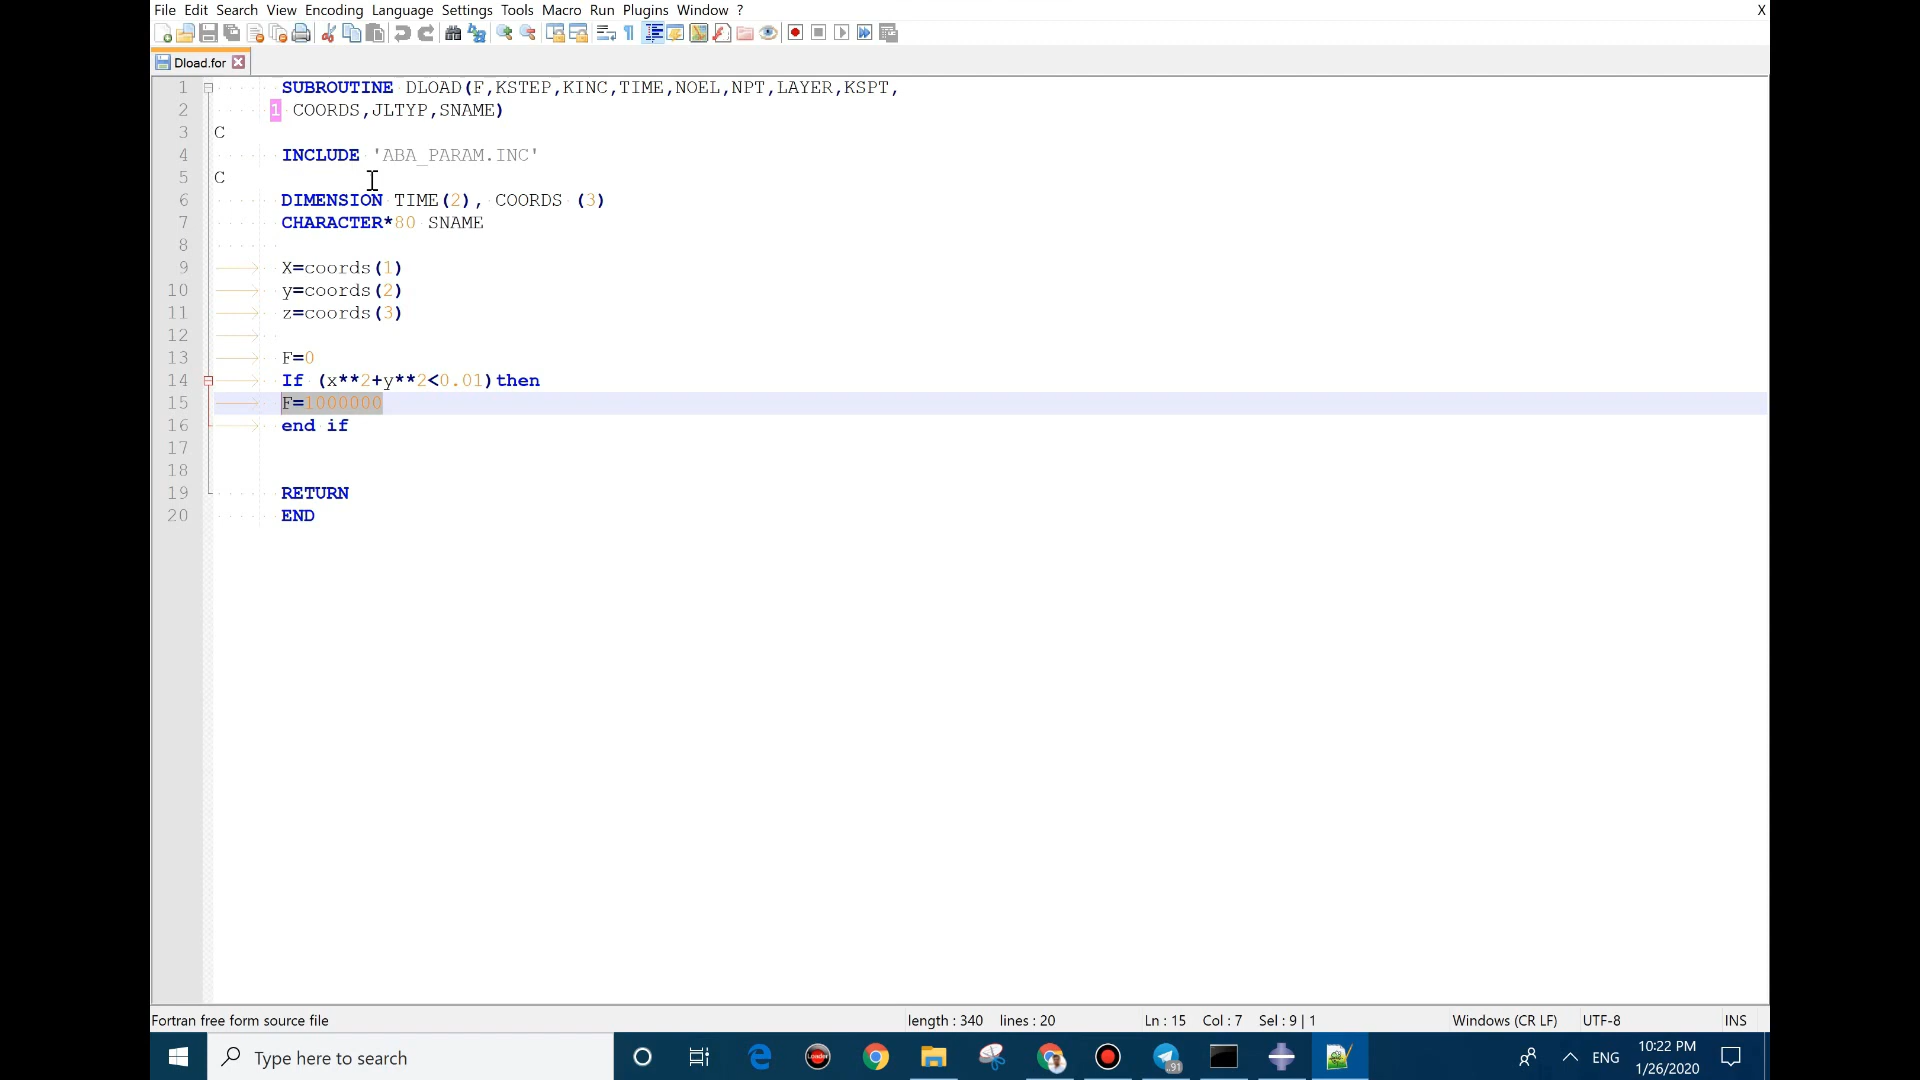 File Edit Search View Encoding Language Settings Tools Macro Run Plugins Window ? X
Dload.for
1 SUBROUTINE DLOAD(F,KSTEP,KINC,TIME,NOEL,NPT,LAYER,KSPT,
2 1 COORDS,JLTYP,SNAME)
3 C
4 INCLUDE 'ABA_PARAM.INC'
5 C
6 DIMENSION TIME(2), COORDS (3)
7 CHARACTER*80 SNAME
8
9 X=coords(1)
10 y=coords(2)
11 z=coords(3)
12
13 F=0
14 If (x**2+y**2<0.01)then
15 F=1000000
16 end if
17
18
19 RETURN
20 END
Fortran free form source file length : 340 lines : 20 Ln : 15 Col : 7 Sel : 9 | 1 Windows (CR LF) UTF-8 INS
Type here to search Loader .91 ENG 10:22 PM
1/26/2020